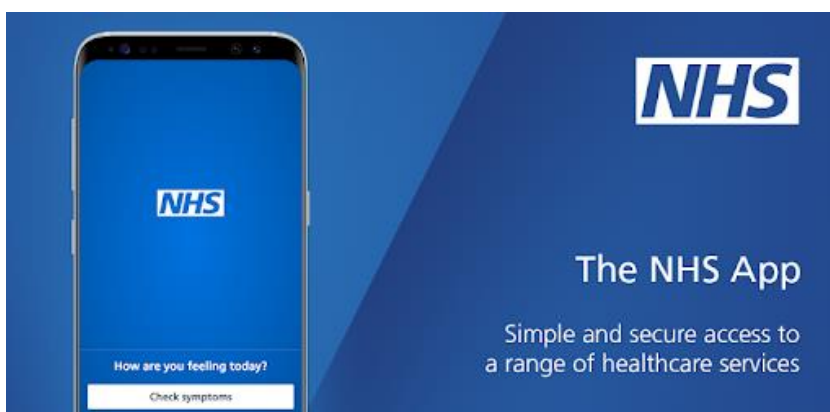 NHS
How are you feeling today?
Check symptoms
NHS
The NHS App
Simple and secure access to
a range of healthcare services